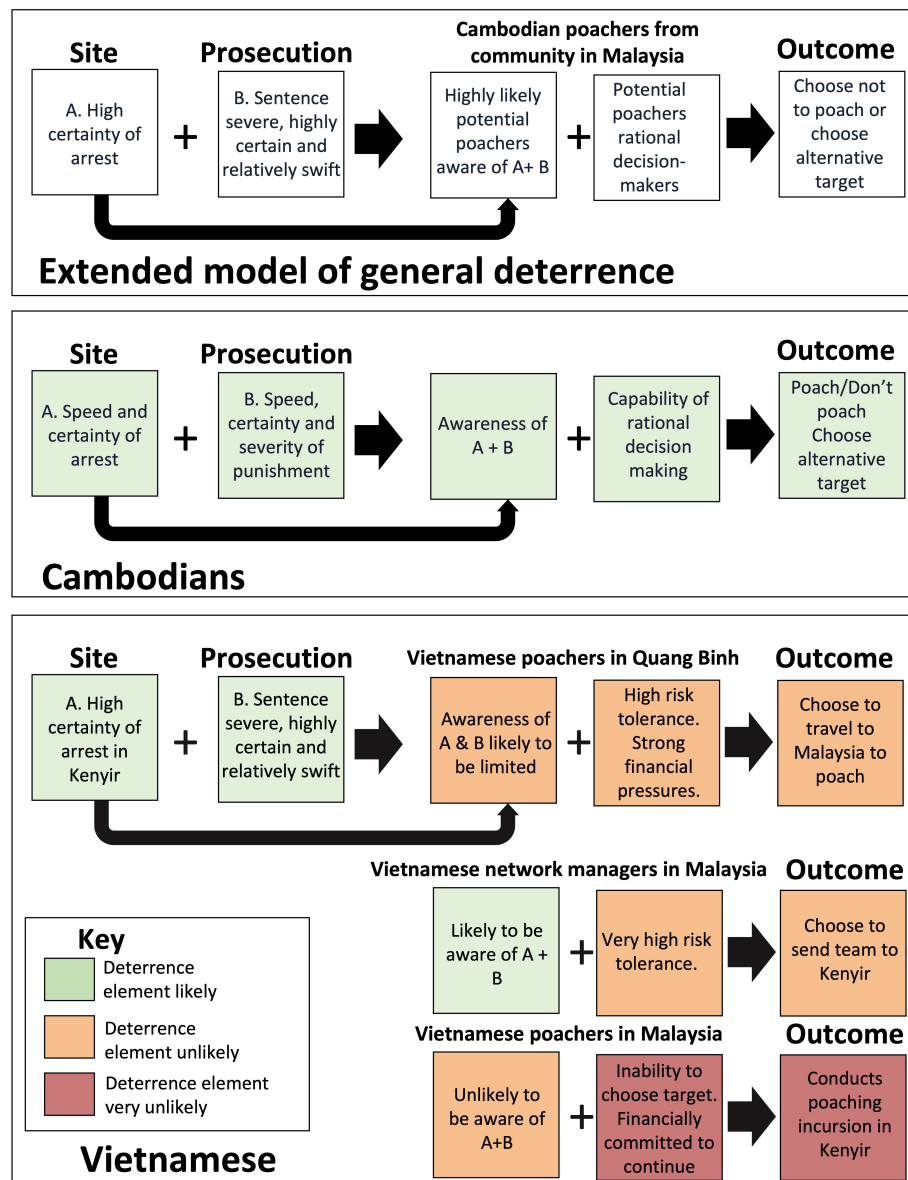 Site
Prosecution
Cambodian poachers from
community in Malaysia
Outcome
A. High
certainty of
arrest
+
B. Sentence
severe, highly
certain and
relatively swift
Highly likely
potential
poachers
aware of A+ B
+
Potential
poachers
rational
decision-
makers
Choose not
to poach or
choose
alternative
target
Extended model of general deterrence
Site
Prosecution
Outcome
A. Speed and
certainty of
arrest
+
B. Speed,
certainty and
severity of
punishment
Awareness of
A + B
+
Capability of
rational
decision
making
Poach/Don’t
poach
Choose
alternative
target
Cambodians
Site
Prosecution
Vietnamese poachers in Quang Binh
Outcome
A. High
certainty of
arrest in
Kenyir
+
B. Sentence
severe, highly
certain and
relatively swift
Awareness of
A & B likely to
be limited
+
High risk
tolerance.
Strong
financial
pressures.
Choose to
travel to
Malaysia to
poach
Vietnamese network managers in Malaysia
Outcome
Likely to be
aware of A +
B
+
Very high risk
tolerance.
Choose to
send team to
Kenyir
Vietnamese poachers in Malaysia
Outcome
Unlikely to
be aware of
A+B
+
Inability to
choose target.
Financially
committed to
continue
Conducts
poaching
incursion in
Kenyir
Key
Deterrence
element likely
Deterrence
element unlikely
Deterrence element
very unlikely
Vietnamese